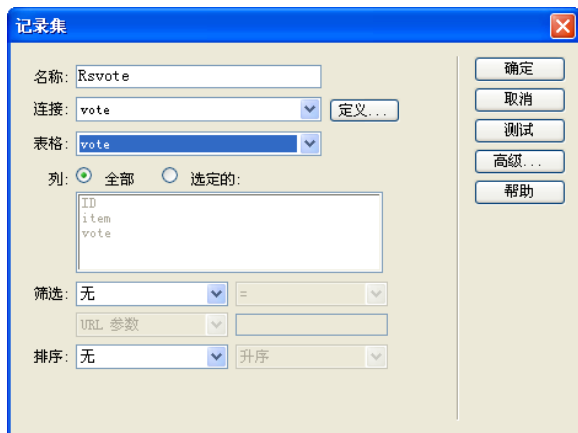 记录集
名称: Rsvote
连接: vote 定义...
表格: vote
列: 全部 选定的:
ID
item
vote
筛选: 无 =
URL 参数
排序: 无 升序
确定
取消
测试
高级...
帮助